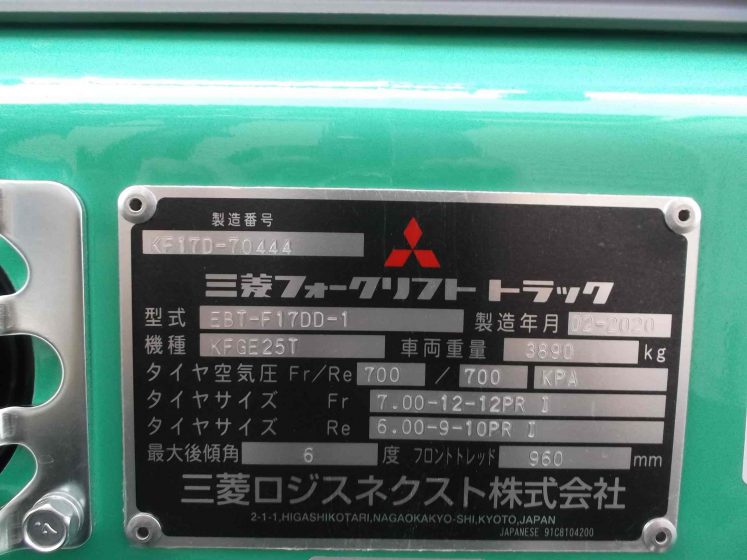 製造番号
KF17D-70444
三菱フォークリフト トラック
型式 EBT-F17DD-1 製造年月 02-2020
機種 KFGE25T 車両重量 3890 kg
タイヤ空気圧 Fr/Re 700 / 700 KPA
タイヤサイズ Fr 7.00-12-12PR I
タイヤサイズ Re 6.00-9-10PR I
最大後傾角 6 度 フロントトレッド 960 mm
三菱ロジスネクスト株式会社
2-1-1,HIGASHIKOTARI,NAGAOKAKYO-SHI,KYOTO,JAPAN
JAPANESE 91C8104200